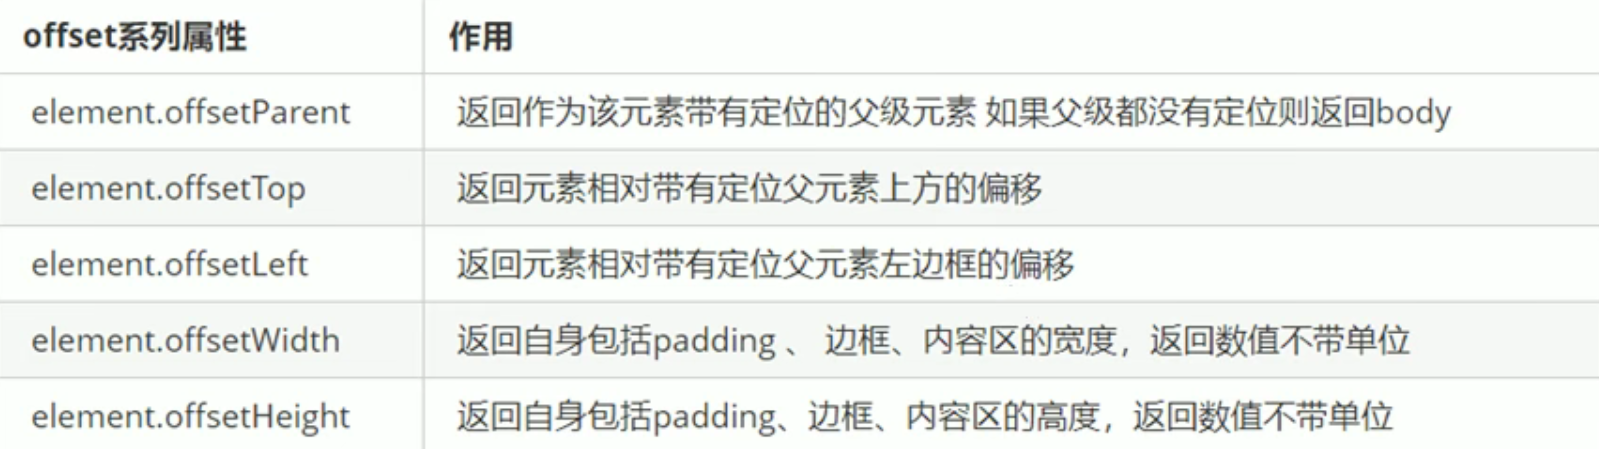 offset系列属性 作用
element.offsetParent 返回作为该元素带有定位的父级元素 如果父级都没有定位则返回body
element.offsetTop 返回元素相对带有定位父元素上方的偏移
element.offsetLeft 返回元素相对带有定位父元素左边框的偏移
element.offsetWidth 返回自身包括padding 、 边框、内容区的宽度，返回数值不带单位
element.offsetHeight 返回自身包括padding、边框、内容区的高度，返回数值不带单位